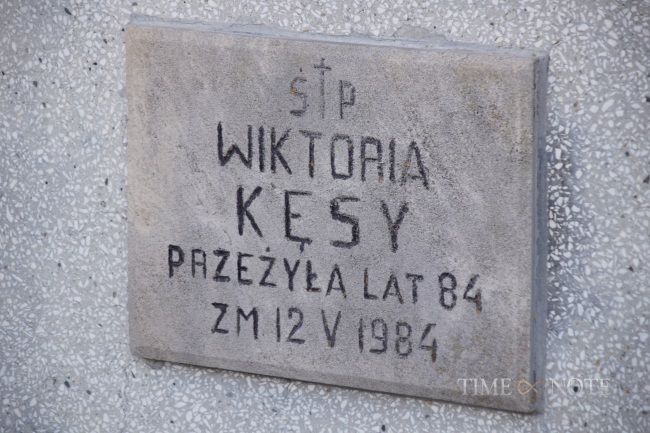 Ś†P
WIKTORIA
KĘSY
PRZEŻYŁA LAT 84
ZM 12 V 1984
TIME∞NOTE